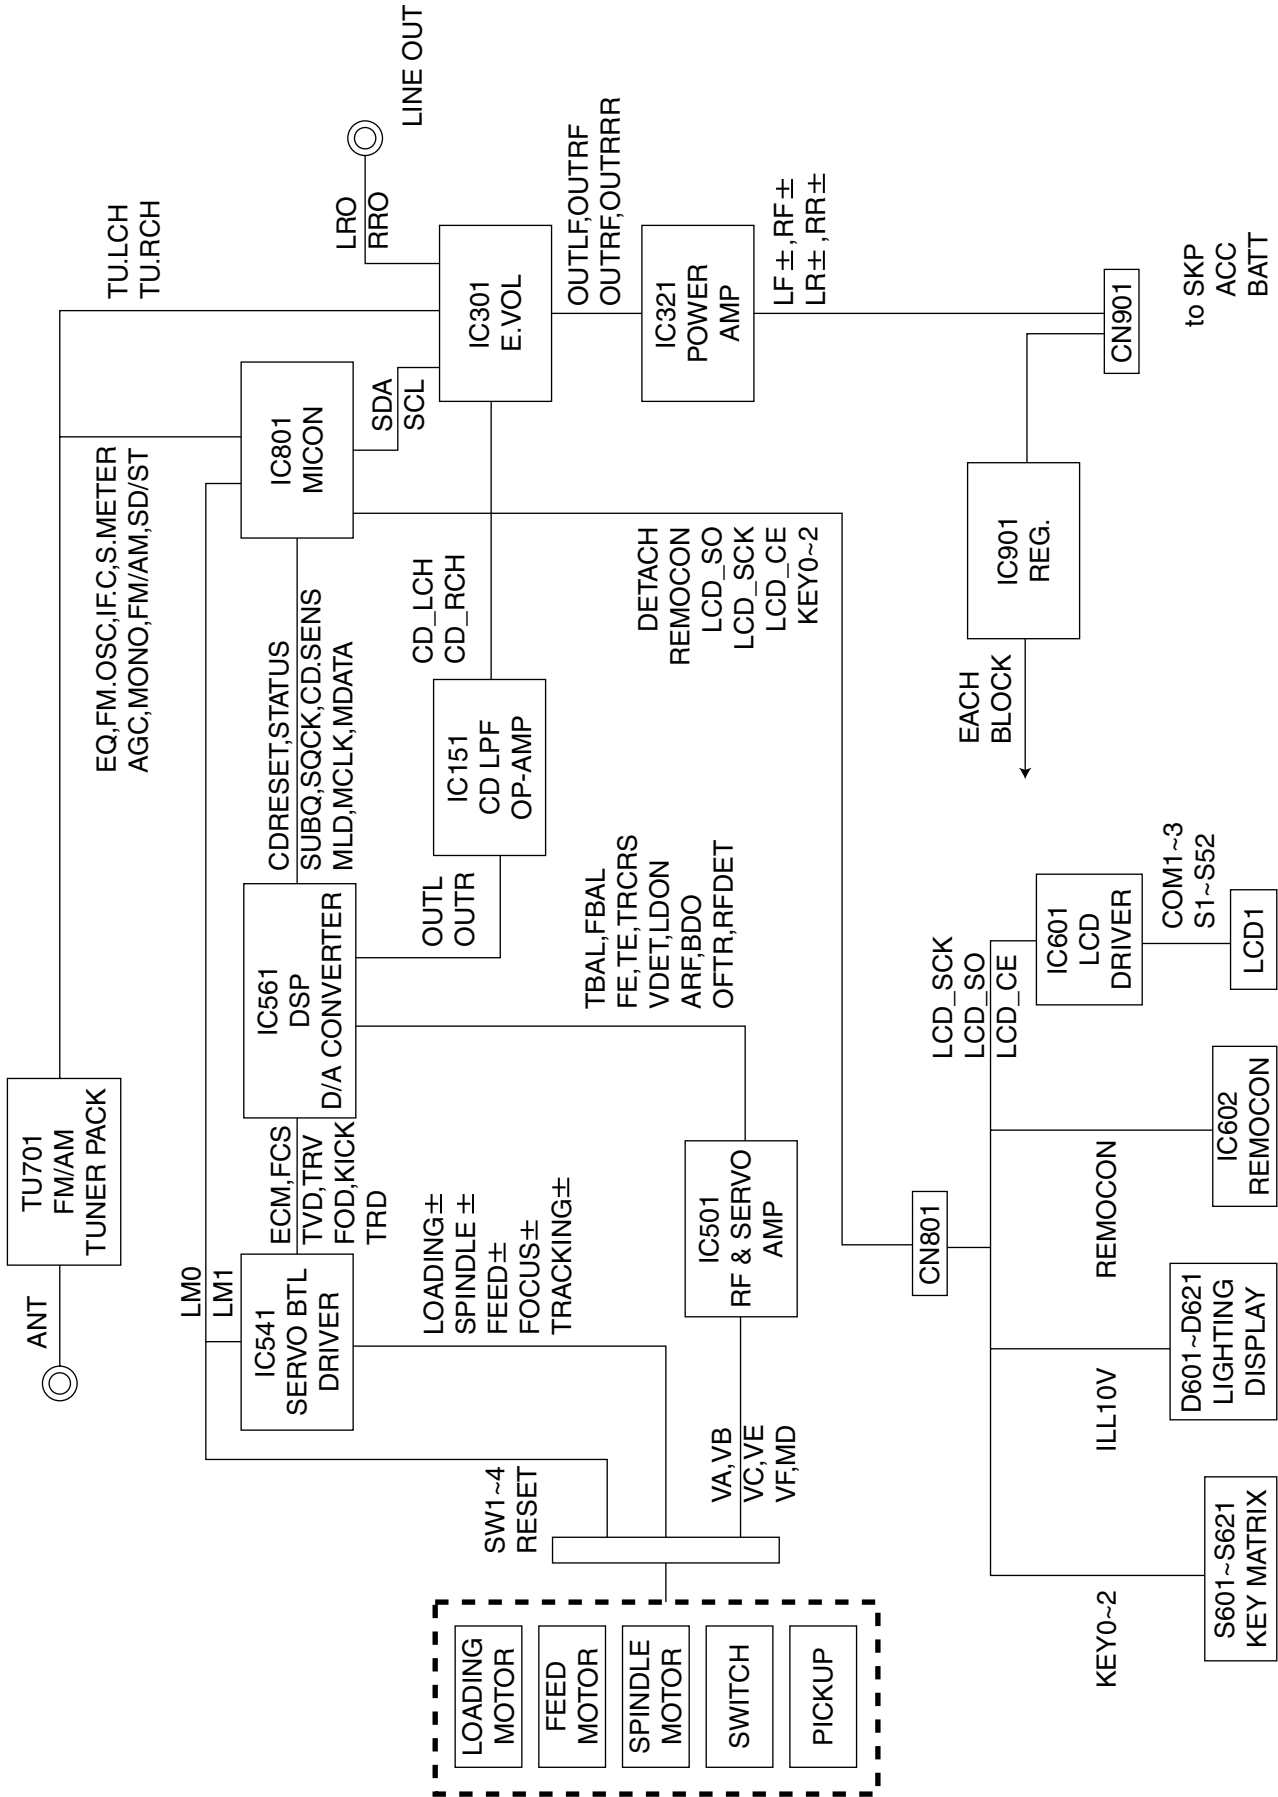 ANT
TU701
FM/AM
TUNER PACK
TU.LCH
TU.RCH
EQ,FM.OSC,IF.C,S.METER
AGC,MONO,FM/AM,SD/ST
LM0
LM1
IC541
SERVO BTL
DRIVER
ECM,FCS
TVD,TRV
FOD,KICK
TRD
IC561
DSP
D/A CONVERTER
CDRESET,STATUS
SUBQ,SQCK,CD.SENS
MLD,MCLK,MDATA
IC801
MICON
SDA
SCL
LRO
RRO
LINE OUT
IC301
E.VOL
CD_LCH
CD_RCH
IC151
CD LPF
OP-AMP
OUTL
OUTR
LOADING±
SPINDLE ±
FEED±
FOCUS±
TRACKING±
SW1~4
RESET
LOADING
MOTOR
FEED
MOTOR
SPINDLE
MOTOR
SWITCH
PICKUP
VA,VB
VC,VE
VF,MD
IC501
RF & SERVO
AMP
TBAL,FBAL
FE,TE,TRCRS
VDET,LDON
ARF,BDO
OFTR,RFDET
DETACH
REMOCON
LCD_SO
LCD_SCK
LCD_CE
KEY0~2
OUTLF,OUTRF
OUTRF,OUTRRR
IC321
POWER
AMP
LF±,RF±
LR±,RR±
CN901
to SKP
ACC
BATT
IC901
REG.
EACH
BLOCK
CN801
LCD_SCK
LCD_SO
LCD_CE
IC601
LCD
DRIVER
COM1~3
S1~S52
LCD1
REMOCON
IC602
REMOCON
ILL10V
D601~D621
LIGHTING
DISPLAY
KEY0~2
S601~S621
KEY MATRIX